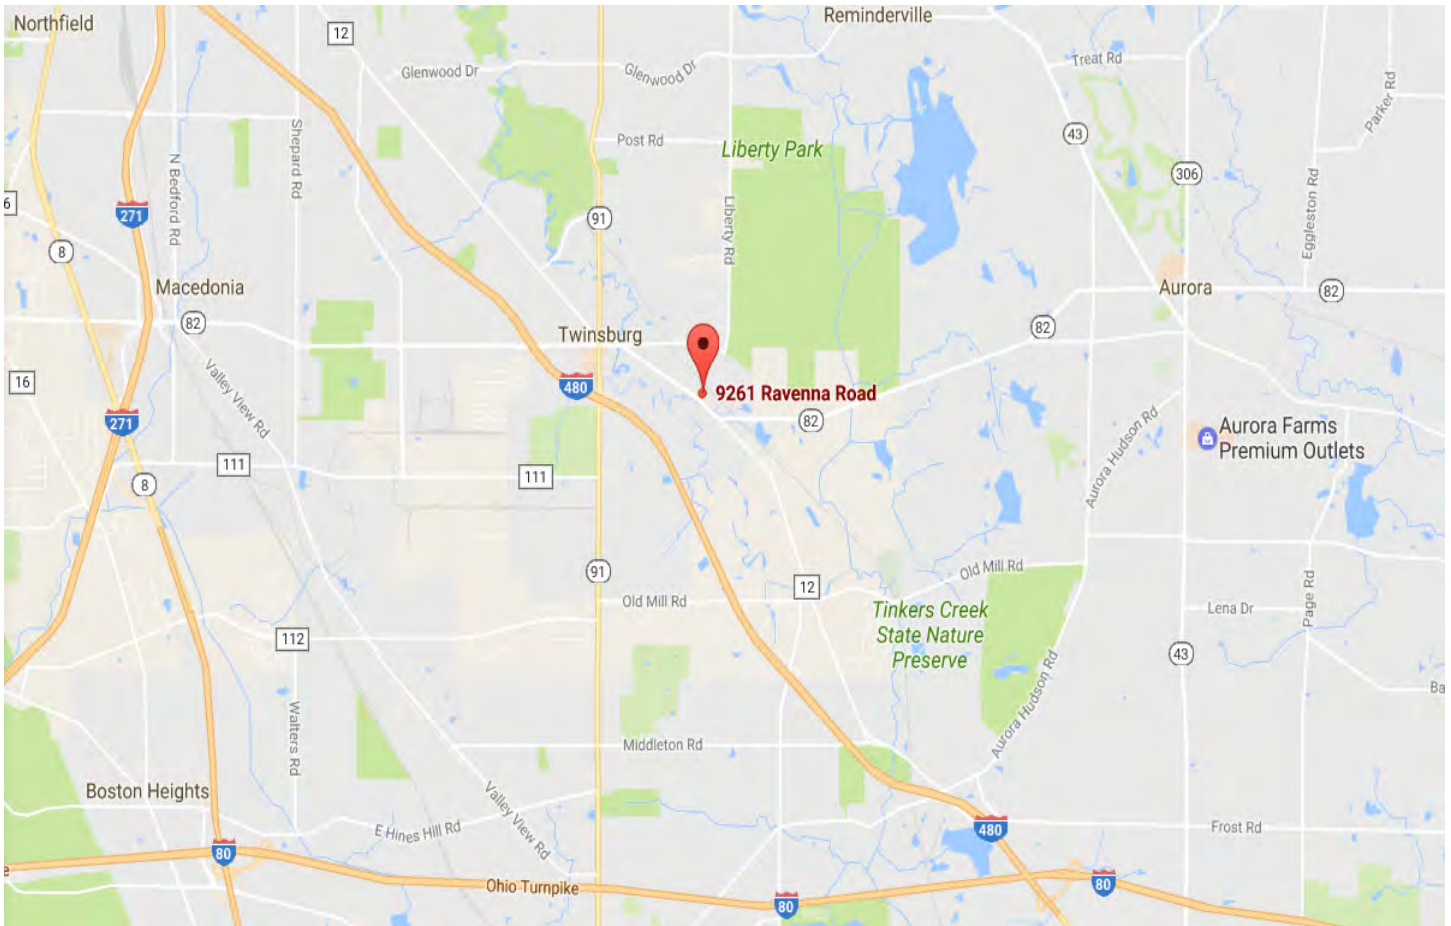 Northfield
Reminderville
12
Glenwood Dr
Glenwood Dr
Treat Rd
Parker Rd
Shepard Rd
Post Rd
Liberty Park
43
N Bedford Rd
306
6
271
91
Liberty Rd
Eggleston Rd
8
Macedonia
Aurora
82
82
82
Twinsburg
16
Valley View Rd
480
9261 Ravenna Road
82
271
Aurora Hudson Rd
Aurora Farms
Premium Outlets
111
111
8
91
Old Mill Rd
12
Old Mill Rd
Page Rd
Tinkers Creek
State Nature
Preserve
Lena Dr
112
43
Aurora Hudson Rd
Ba
Walters Rd
Middleton Rd
Boston Heights
Valley View Rd
E Hines Hill Rd
480
Frost Rd
80
e
Ohio Turnpike
80
80